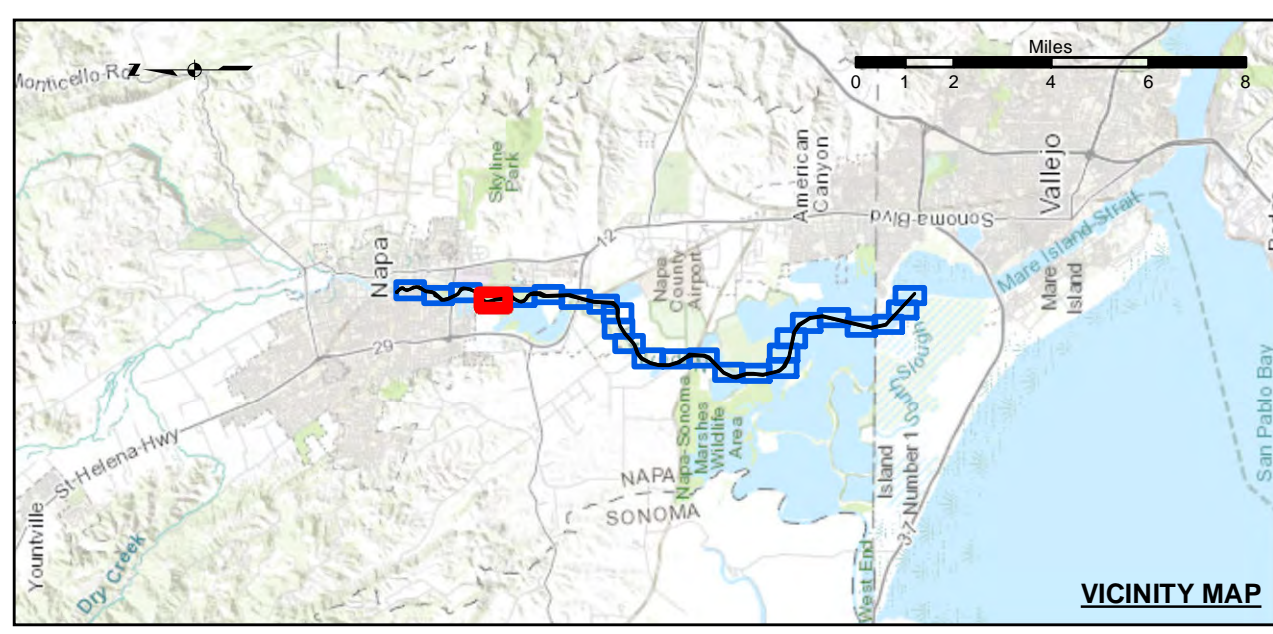 Monticello Rd
Z
Miles
0 1 2 4 6 8
Skyline
Park
American
Canyon
Vallejo
Sonoma Blvd
Mare Island Strait
Mare
Island
12
Napa
Napa
County
Airport
29
South Slough
San Pablo Bay
St Helena Hwy
Napa-Sonoma
Marshes
Wildlife
Area
NAPA
SONOMA
Island
Number 1
37
Yountville
Dry Creek
West End
VICINITY MAP